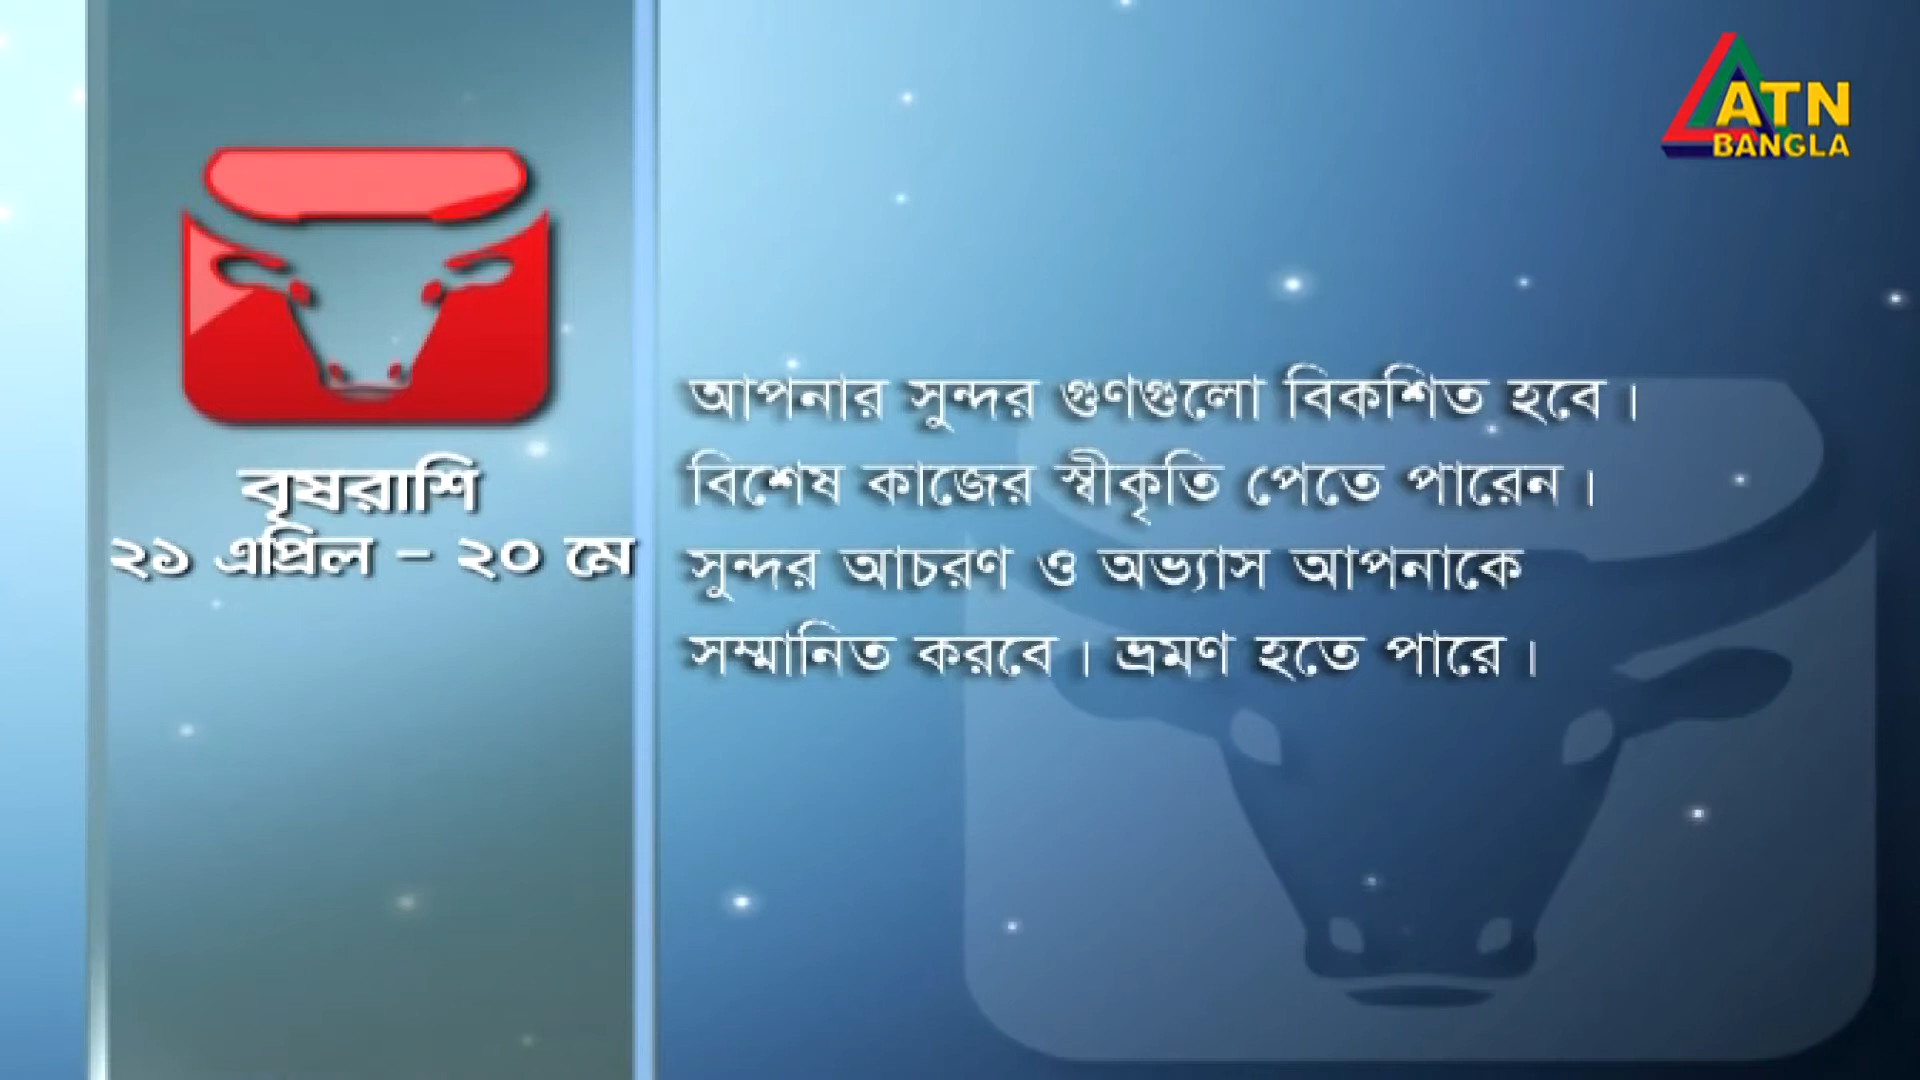 ATN
BANGLA
বৃষরাশি
২১ এপ্রিল – ২০ মে
আপনার সুন্দর গুণগুলো বিকশিত হবে।
বিশেষ কাজের স্বীকৃতি পেতে পারেন।
সুন্দর আচরণ ও অভ্যাস আপনাকে
সম্মানিত করবে। ভ্রমণ হতে পারে।